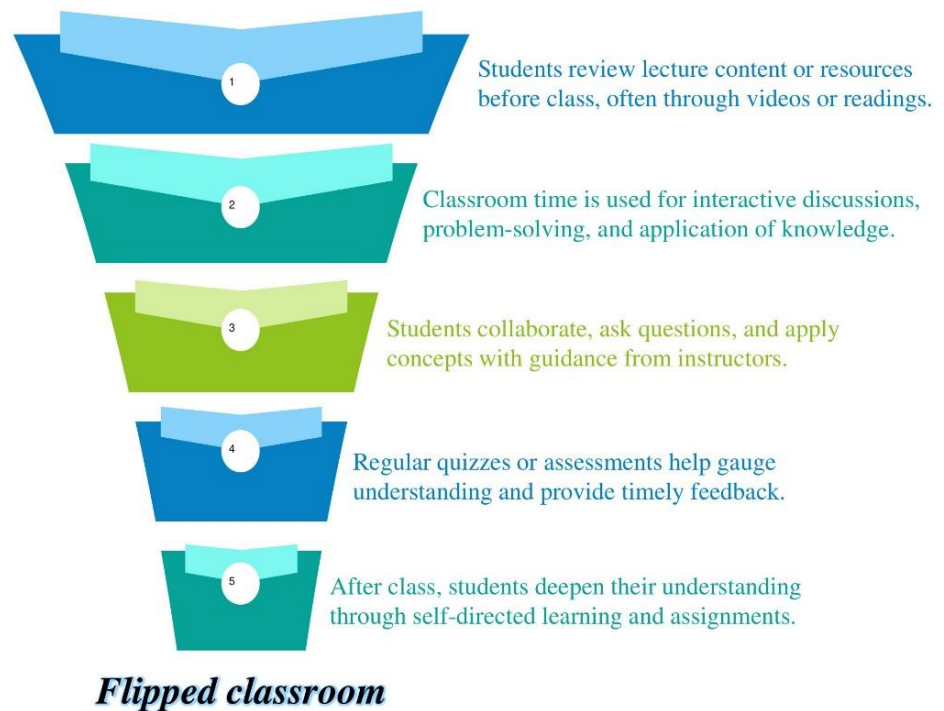 1
Students review lecture content or resources
before class, often through videos or readings.
2
Classroom time is used for interactive discussions,
problem-solving, and application of knowledge.
3
Students collaborate, ask questions, and apply
concepts with guidance from instructors.
4
Regular quizzes or assessments help gauge
understanding and provide timely feedback.
5
After class, students deepen their understanding
through self-directed learning and assignments.
Flipped classroom